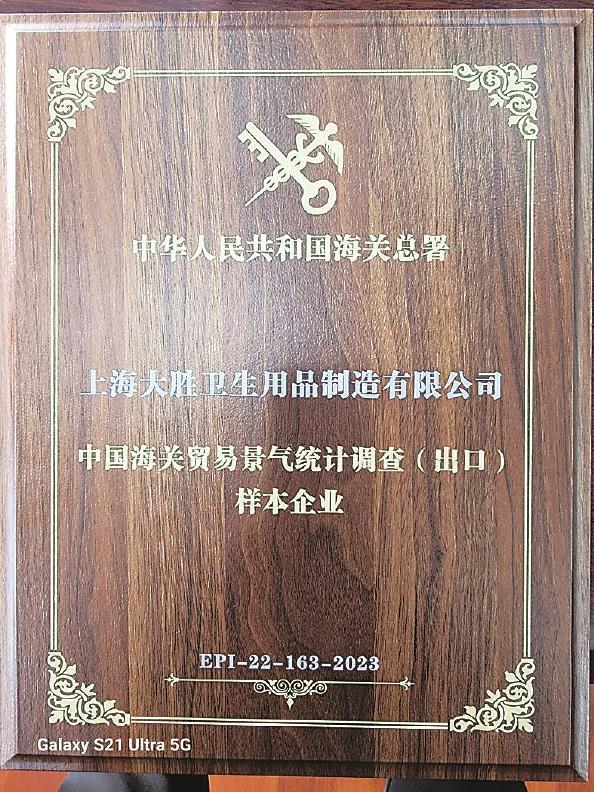 中华人民共和国海关总署
上海大胜卫生用品制造有限公司
中国海关贸易景气统计调查（出口）
样本企业
EPI-22-163-2023
Galaxy S21 Ultra 5G